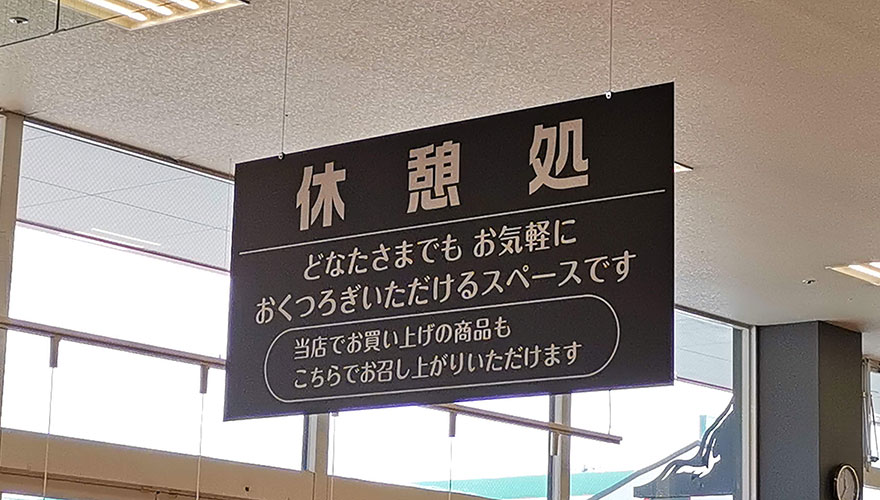 休憩処
どなたさまでも お気軽に
おくつろぎいただけるスペースです
当店でお買い上げの商品も
こちらでお召し上がりいただけます